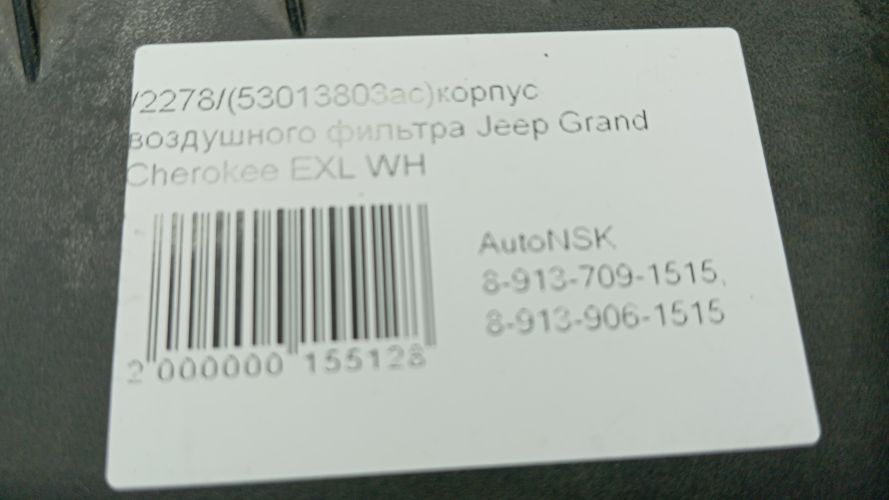 /2278/(53013803ac)корпус
воздушного фильтра Jeep Grand
Cherokee EXL WH
AutoNSK
8-913-709-1515,
8-913-906-1515
2 000000 155128